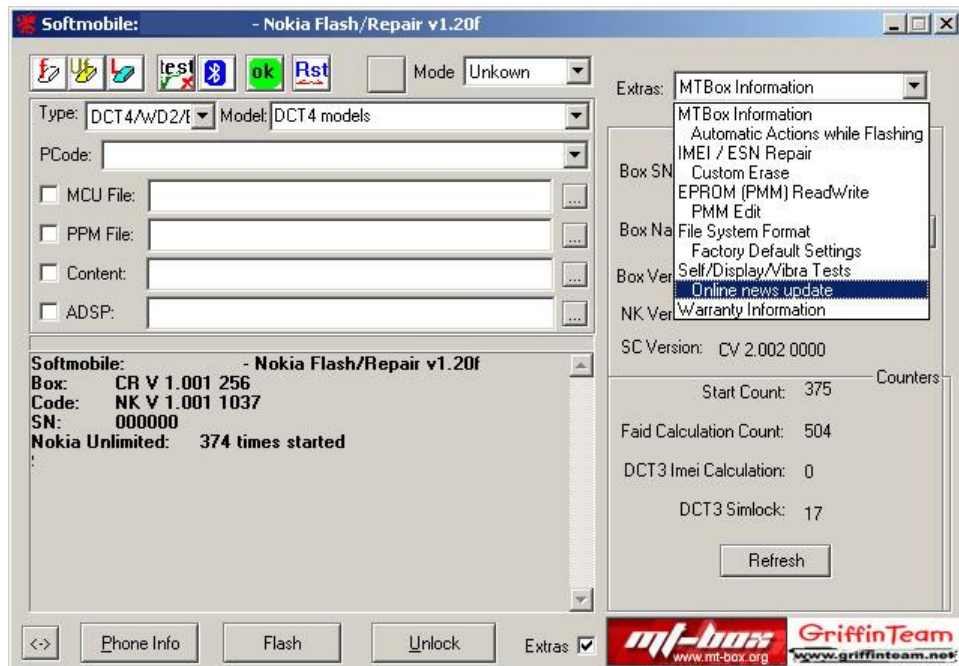 Softmobile: - Nokia Flash/Repair v1.20f
test ok Rst Mode Unkown
Type: DCT4/WD2/ Model: DCT4 models
PCode:
MCU File: ...
PPM File: ...
Content: ...
ADSP: ...
Softmobile: - Nokia Flash/Repair v1.20f
Box: CR V 1.001 256
Code: NK V 1.001 1037
SN: 000000
Nokia Unlimited: 374 times started
:
<-> Phone Info Flash Unlock Extras
Extras: MTBox Information
MTBox Information
Automatic Actions while Flashing
IMEI / ESN Repair
Custom Erase
EPROM (PMM) ReadWrite
PMM Edit
File System Format
Factory Default Settings
Self/Display/Vibra Tests
Online news update
Warranty Information
Box SN
Box Na
Box Ver
NK Ver
SC Version: CV 2.002 0000
Counters
Start Count: 375
Faid Calculation Count: 504
DCT3 Imei Calculation: 0
DCT3 Simlock: 17
Refresh
mt-box
www.mt-box.org
GriffinTeam
www.griffinteam.net